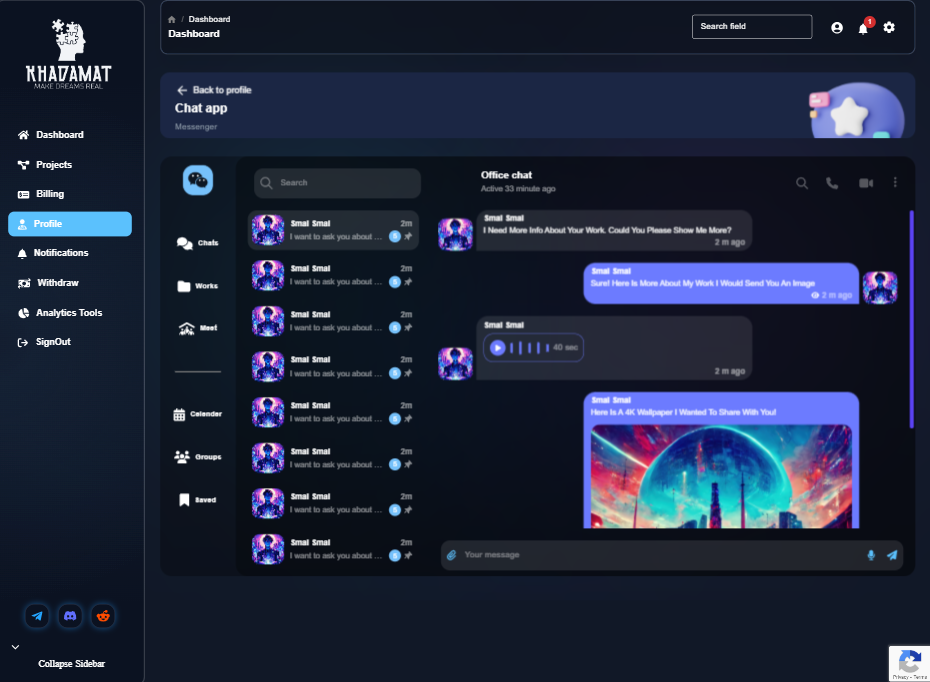 KHADAMAT
MAKE DREAMS REAL
Dashboard
Projects
Billing
Profile
Notifications
Withdraw
Analytics Tools
SignOut
Collapse Sidebar
/ Dashboard
Dashboard
Search field
1
Back to profile
Chat app
Messenger
Chats
Works
Meet
Calender
Groups
Saved
Search
Smal Smal 2m
I want to ask you about ... 5
Smal Smal 2m
I want to ask you about ... 5
Smal Smal 2m
I want to ask you about ... 5
Smal Smal 2m
I want to ask you about ... 5
Smal Smal 2m
I want to ask you about ... 5
Smal Smal 2m
I want to ask you about ... 5
Smal Smal 2m
I want to ask you about ... 5
Smal Smal 2m
I want to ask you about ... 5
Office chat
Active 33 minute ago
Smal Smal
I Need More Info About Your Work. Could You Please Show Me More?
2 m ago
Smal Smal
Sure! Here Is More About My Work I Would Send You An Image
2 m ago
Smal Smal
40 sec
2 m ago
Smal Smal
Here Is A 4K Wallpaper I Wanted To Share With You!
Your message
Privacy - Terms